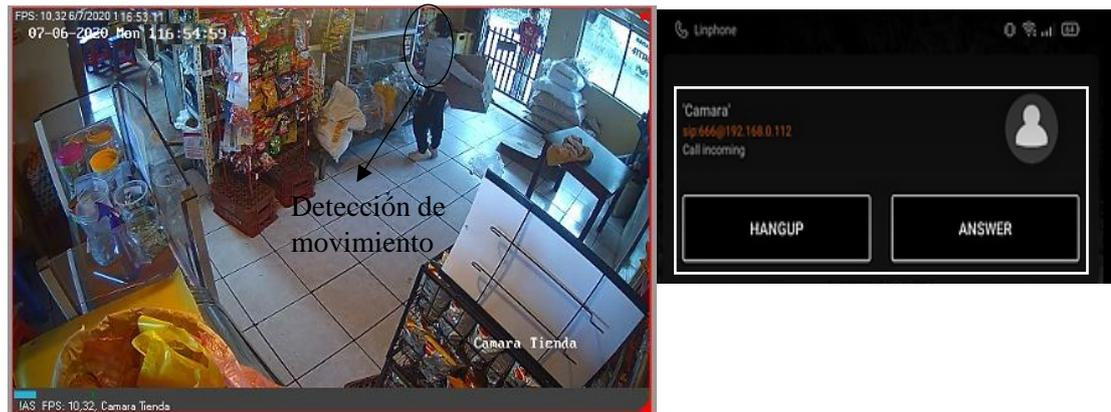 FPS: 10,32 6/7/2020 1 16:53:11
07-06-2020 Mon 116:54:59
Detección de
movimiento
Camara Tienda
IAS FPS: 10,32, Camara Tienda
Linphone
'Camara'
sip:666@192.168.0.112
Call incoming
HANGUP
ANSWER